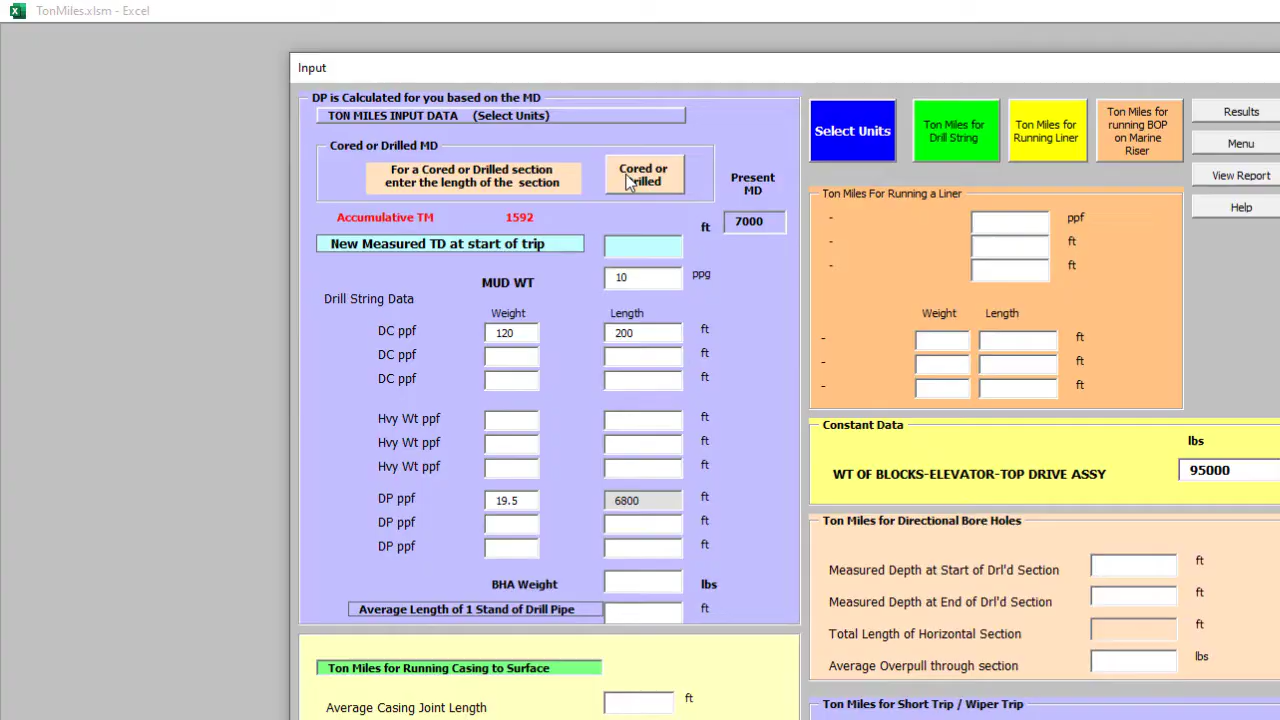 TonMiles.xlsm - Excel
Input
DP is Calculated for you based on the MD
TON MILES INPUT DATA (Select Units)
Cored or Drilled MD
For a Cored or Drilled section
enter the length of the section
Cored or
Drilled
Present
MD
Accumulative TM 1592
ft 7000
New Measured TD at start of trip
MUD WT 10 ppg
Drill String Data
Weight Length
DC ppf 120 200 ft
DC ppf ft
DC ppf ft
Hvy Wt ppf ft
Hvy Wt ppf ft
Hvy Wt ppf ft
DP ppf 19.5 6800 ft
DP ppf ft
DP ppf ft
BHA Weight lbs
Average Length of 1 Stand of Drill Pipe ft
Ton Miles for Running Casing to Surface
Average Casing Joint Length ft
Select Units
Ton Miles for
Drill String
Ton Miles for
Running Liner
Ton Miles for
running BOP
on Marine
Riser
Results
Menu
View Report
Help
Ton Miles For Running a Liner
- ppf
- ft
- ft
Weight Length
- ft
- ft
- ft
Constant Data
lbs
WT OF BLOCKS-ELEVATOR-TOP DRIVE ASSY 95000
Ton Miles for Directional Bore Holes
Measured Depth at Start of Drl'd Section ft
Measured Depth at End of Drl'd Section ft
Total Length of Horizontal Section ft
Average Overpull through section lbs
Ton Miles for Short Trip / Wiper Trip